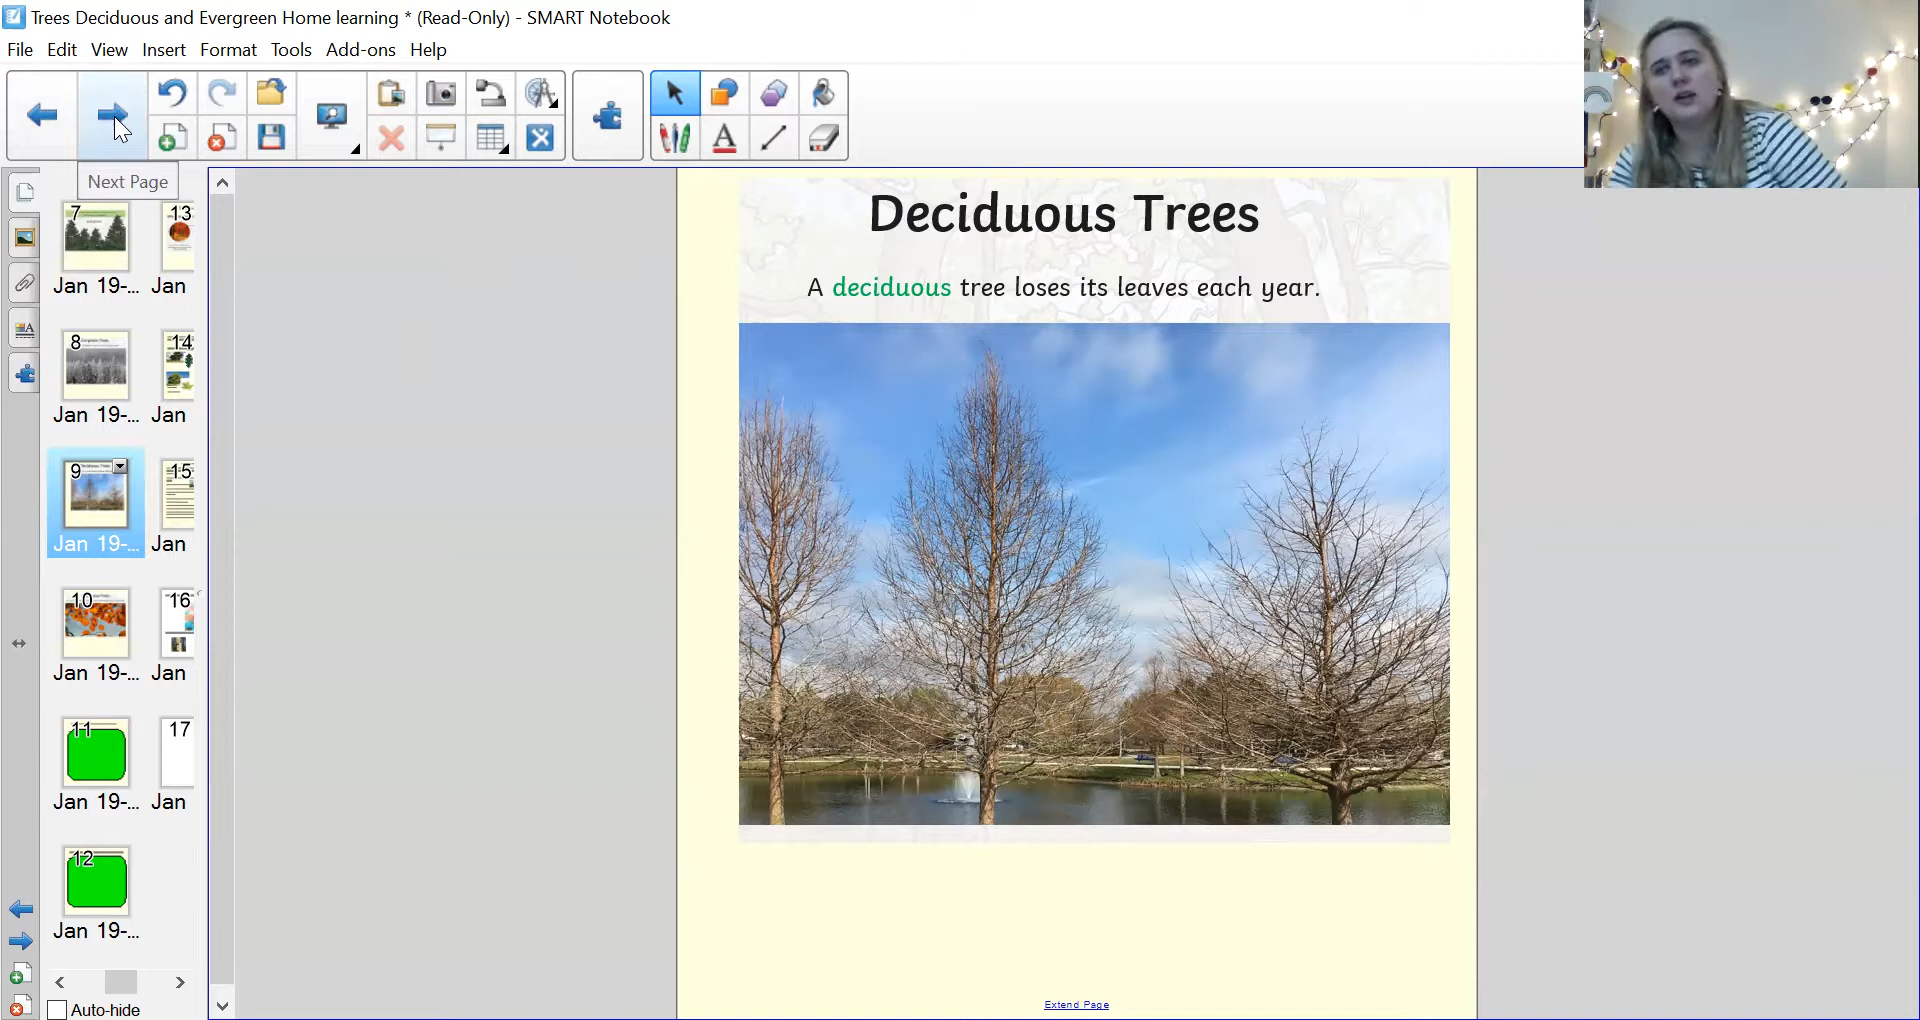 Trees Deciduous and Evergreen Home learning * (Read-Only) - SMART Notebook
File Edit View Insert Format Tools Add-ons Help
Next Page
7
13
Jan 19-... Jan
8
14
Jan 19-... Jan
9
15
Jan 19-... Jan
10
16
Jan 19-... Jan
11
17
Jan 19-... Jan
12
Jan 19-...
Auto-hide
Deciduous Trees
A deciduous tree loses its leaves each year.
Extend Page